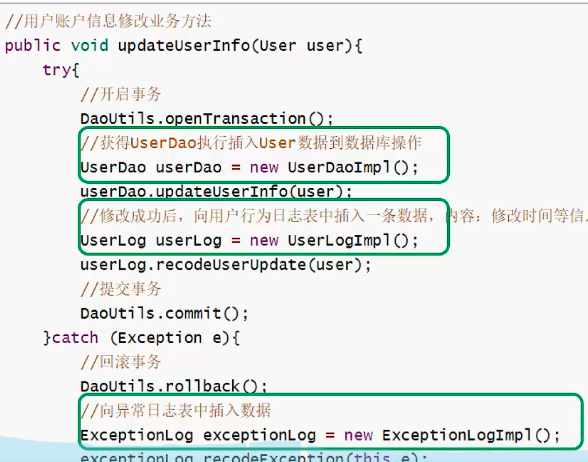 //用户账户信息修改业务方法
public void updateUserInfo(User user){
try{
//开启事务
DaoUtils.openTransaction();
//获得UserDao执行插入User数据到数据库操作
UserDao userDao = new UserDaoImpl();
userDao.updateUserInfo(user);
//修改成功后，向用户行为日志表中插入一条数据，内容：修改时间等信
UserLog userLog = new UserLogImpl();
userLog.recodeUserUpdate(user);
//提交事务
DaoUtils.commit();
}catch (Exception e){
//回滚事务
DaoUtils.rollback();
//向异常日志表中插入数据
ExceptionLog exceptionLog = new ExceptionLogImpl();
exceptionLog.recodeException(this,e);